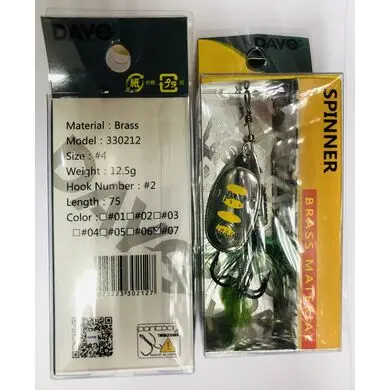 DAYO
紙
Material : Brass
Model : 330212
Size : #4
Weight : 12.5g
Hook Number : #2
Length : 75
Color : □#01□#02□#03
□#04□#05□#06■#07
DAYO
SPINNER
BRASS MATERIAL